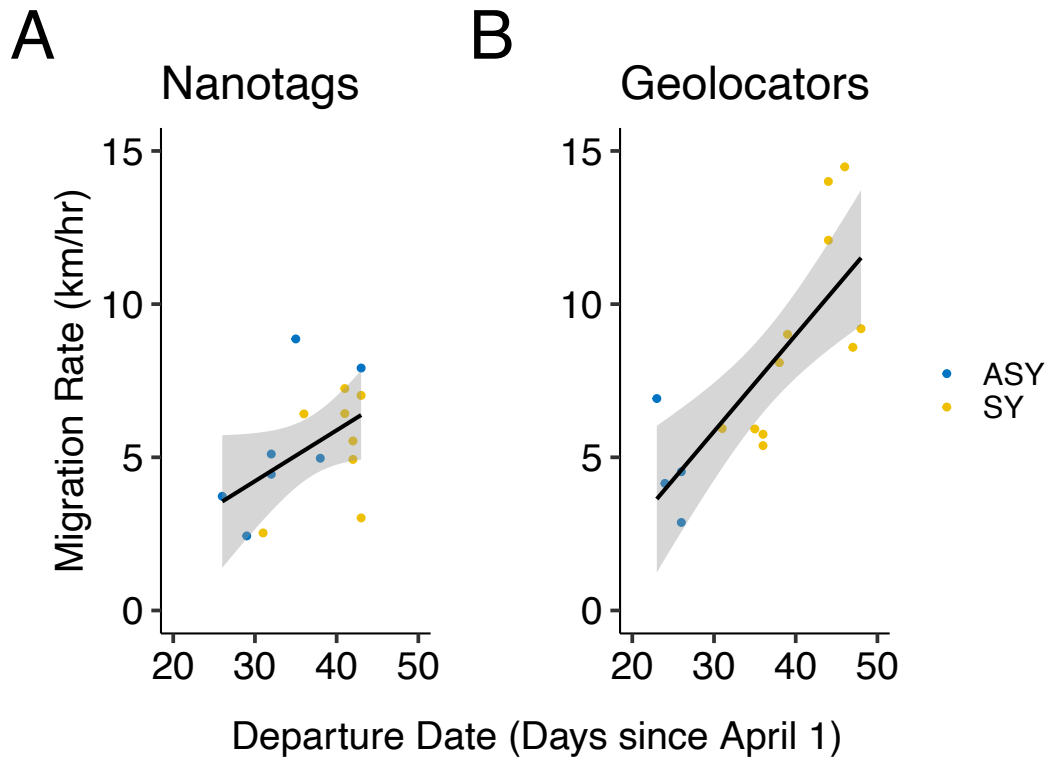 A
B
Nanotags
Geolocators
Migration Rate (km/hr)
15
10
5
0
20 30 40 50
15
10
5
0
20 30 40 50
ASY
SY
Departure Date (Days since April 1)